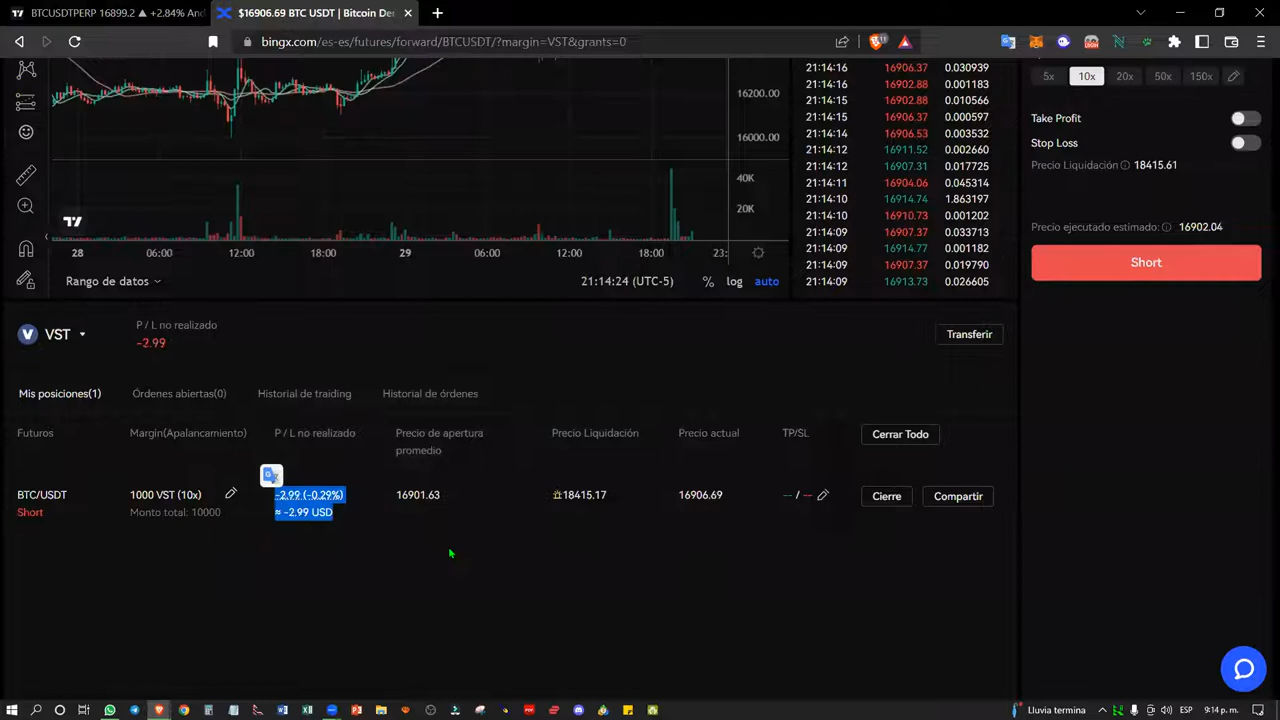 BTCUSDTPERP 16899.2 ▲ +2.84% And
$16906.69 BTC USDT | Bitcoin De
bingx.com/es-es/futures/forward/BTCUSDT/?margin=VST&grants=0
16200.00
16000.00
40K
20K
28
06:00
12:00
18:00
29
06:00
12:00
18:00
23:
Rango de datos
21:14:24 (UTC-5)
%
log
auto
21:14:16 16906.37 0.030939
21:14:16 16902.88 0.001183
21:14:15 16902.88 0.010566
21:14:15 16906.37 0.000597
21:14:14 16906.53 0.003532
21:14:12 16911.52 0.002660
21:14:12 16907.31 0.017725
21:14:11 16904.06 0.045314
21:14:10 16914.74 1.863197
21:14:10 16910.73 0.001202
21:14:09 16907.37 0.033713
21:14:09 16914.77 0.001182
21:14:09 16907.37 0.019790
21:14:09 16913.73 0.026605
5x 10x 20x 50x 150x
Take Profit
Stop Loss
Precio Liquidación 18415.61
Precio ejecutado estimado: 16902.04
Short
VST
P / L no realizado
-2.99
Transferir
Mis posiciones(1) Órdenes abiertas(0) Historial de traiding Historial de órdenes
Futuros
Margin(Apalancamiento)
P / L no realizado
Precio de apertura
promedio
Precio Liquidación
Precio actual
TP/SL
Cerrar Todo
BTC/USDT
Short
1000 VST (10x)
Monto total: 10000
-2.99 (-0.29%)
≈ -2.99 USD
16901.63
18415.17
16906.69
-- / --
Cierre
Compartir
Lluvia termina
ESP
9:14 p. m.